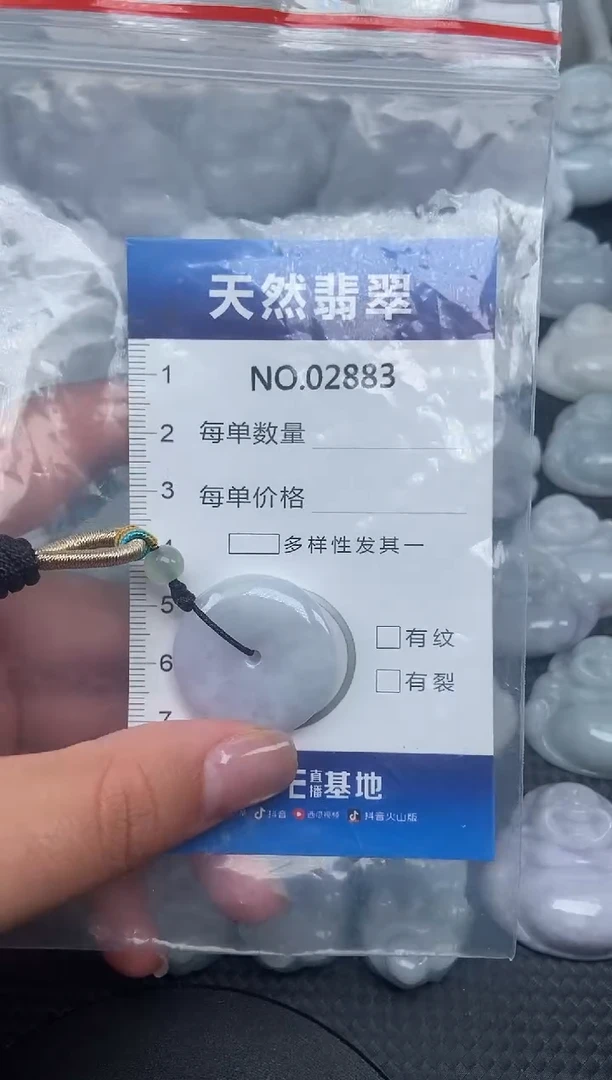 天然翡翠
NO.02883
1
2 每单数量
3 每单价格
多样性发其一
5
有纹
6
有裂
7
直播基地
抖音 西瓜视频 抖音火山版